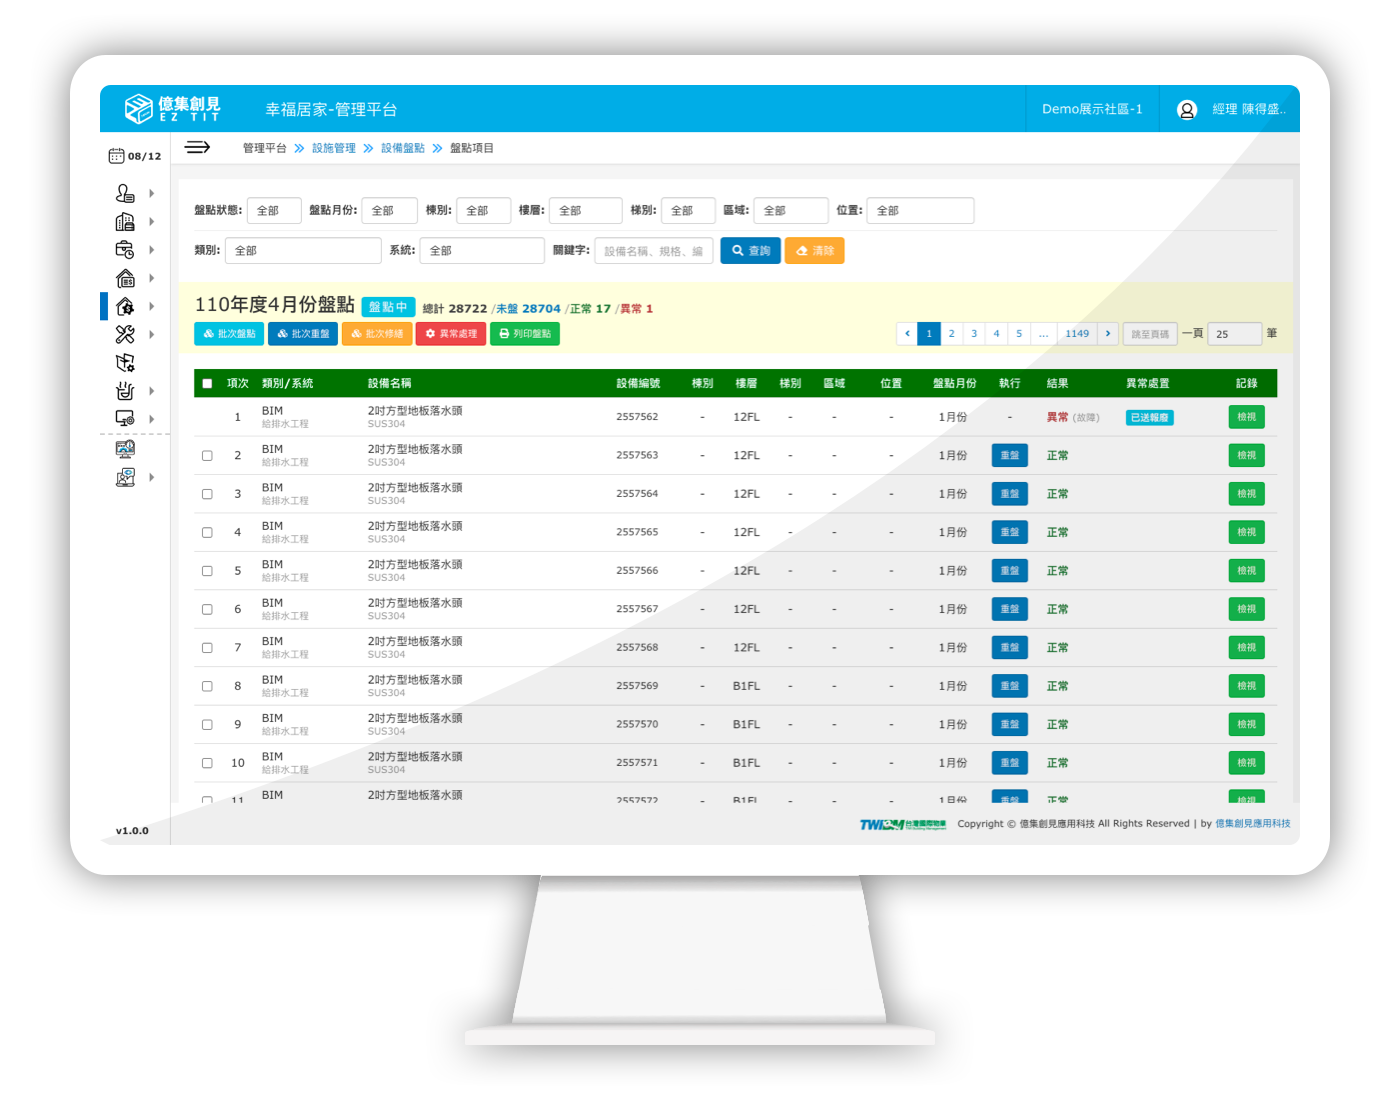 億集創見
EZ TIT
幸福居家-管理平台
Demo展示社區-1
經理 陳得盛..
08/12
管理平台 設施管理 設備盤點 盤點項目
盤點狀態: 全部 盤點月份: 全部 棟別: 全部 樓層: 全部 梯別: 全部 區域: 全部 位置: 全部
類別: 全部 系統: 全部 關鍵字: 設備名稱、規格、編 查詢 清除
110年度4月份盤點 盤點中 總計 28722 /未盤 28704 /正常 17 /異常 1
批次盤點 批次重盤 批次修繕 異常處理 列印盤點
‹ 1 2 3 4 5 ... 1149 › 跳至頁碼 一頁 25 筆
項次 類別/系統 設備名稱 設備編號 棟別 樓層 梯別 區域 位置 盤點月份 執行 結果 異常處置 記錄
1 BIM 2吋方型地板落水頭 2557562 - 12FL - - - 1月份 - 異常 (故障) 已送報廢 檢視
給排水工程 SUS304
2 BIM 2吋方型地板落水頭 2557563 - 12FL - - - 1月份 重盤 正常 檢視
給排水工程 SUS304
3 BIM 2吋方型地板落水頭 2557564 - 12FL - - - 1月份 重盤 正常 檢視
給排水工程 SUS304
4 BIM 2吋方型地板落水頭 2557565 - 12FL - - - 1月份 重盤 正常 檢視
給排水工程 SUS304
5 BIM 2吋方型地板落水頭 2557566 - 12FL - - - 1月份 重盤 正常 檢視
給排水工程 SUS304
6 BIM 2吋方型地板落水頭 2557567 - 12FL - - - 1月份 重盤 正常 檢視
給排水工程 SUS304
7 BIM 2吋方型地板落水頭 2557568 - 12FL - - - 1月份 重盤 正常 檢視
給排水工程 SUS304
8 BIM 2吋方型地板落水頭 2557569 - B1FL - - - 1月份 重盤 正常 檢視
給排水工程 SUS304
9 BIM 2吋方型地板落水頭 2557570 - B1FL - - - 1月份 重盤 正常 檢視
給排水工程 SUS304
10 BIM 2吋方型地板落水頭 2557571 - B1FL - - - 1月份 重盤 正常 檢視
給排水工程 SUS304
11 BIM 2吋方型地板落水頭 2557572 - B1FL - - - 1月份 重盤 正常 檢視
v1.0.0
台灣國際物業 Copyright © 億集創見應用科技 All Rights Reserved | by 億集創見應用科技